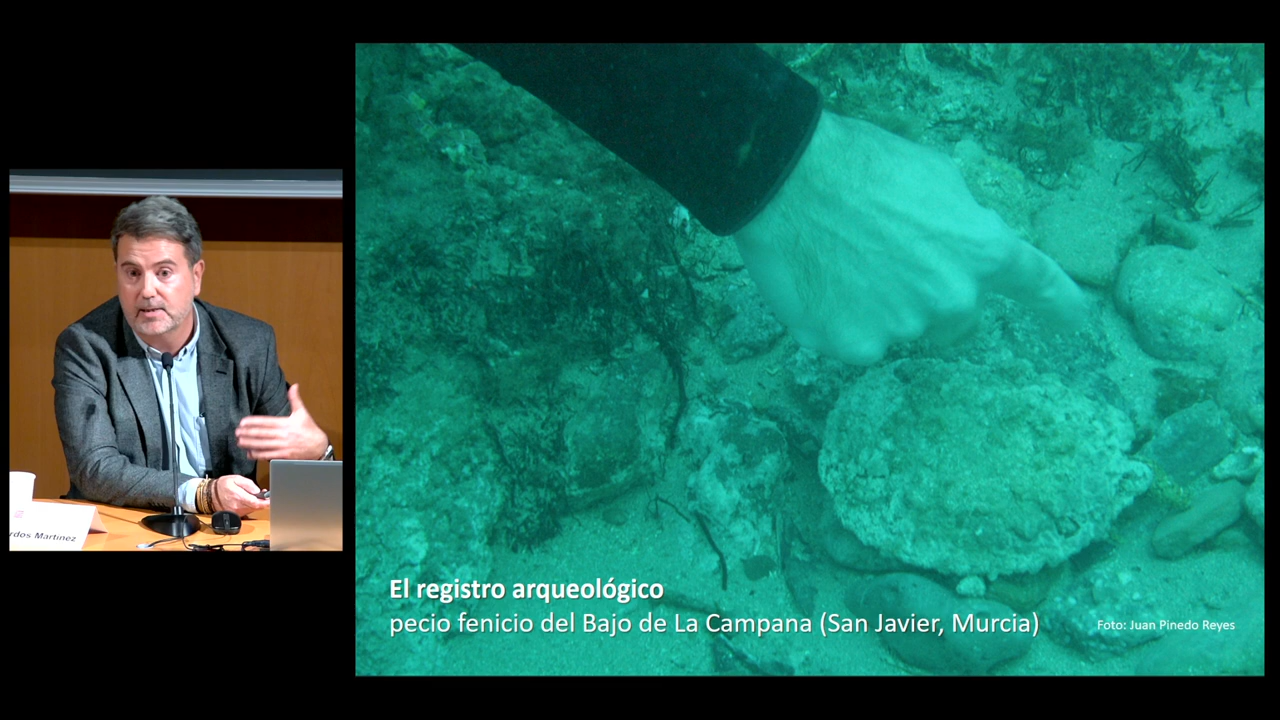 Martínez
El registro arqueológico
pecio fenicio del Bajo de La Campana (San Javier, Murcia)
Foto: Juan Pinedo Reyes